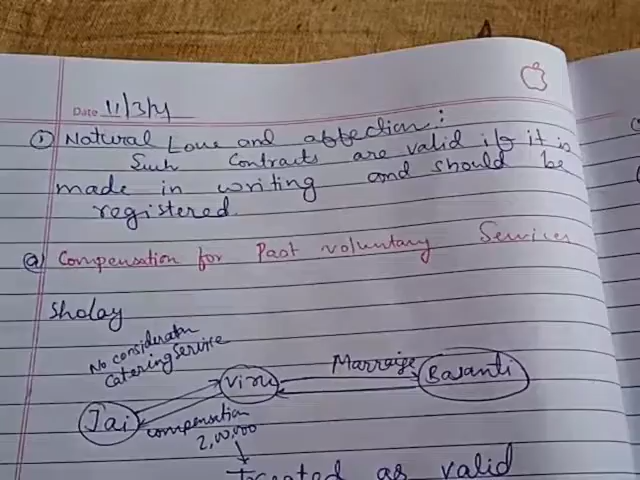 Date 11/3/24
① Natural Love and affection:
Such Contracts are valid if it is
made in writing and should be
registered.
② Compensation for Past voluntary Services
Sholay
No consideration
Catering Service
Viru
Marraige
Basanti
Jai
compensation
2,00,000
Treated as valid